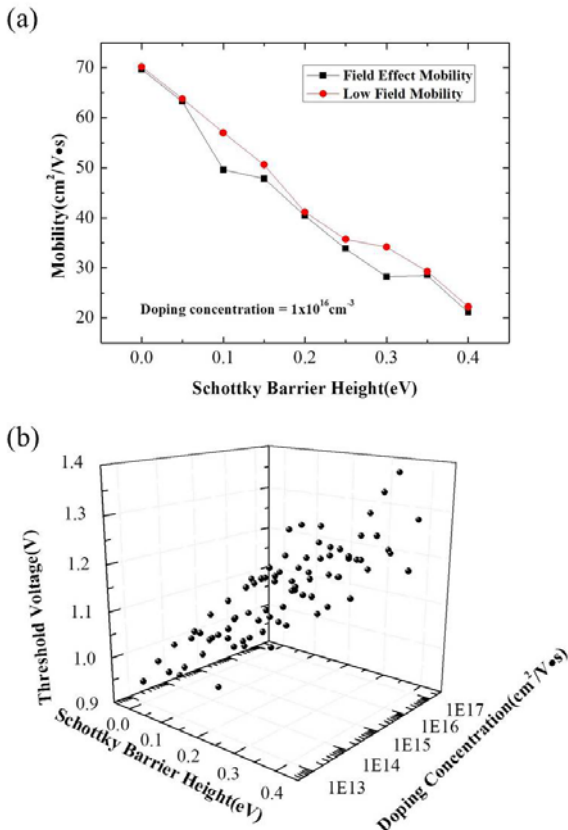 (a)
70
60
50
40
30
20
Mobility(cm²/V•s)
Field Effect Mobility
Low Field Mobility
Doping concentration = 1x10¹⁶cm⁻³
0.0 0.1 0.2 0.3 0.4
Schottky Barrier Height(eV)
(b)
1.4
1.3
1.2
1.1
1.0
0.9
Threshold Voltage(V)
0.0 0.1 0.2 0.3 0.4
Schottky Barrier Height(eV)
1E13 1E14 1E15 1E16 1E17
Doping Concentration(cm²/V•s)